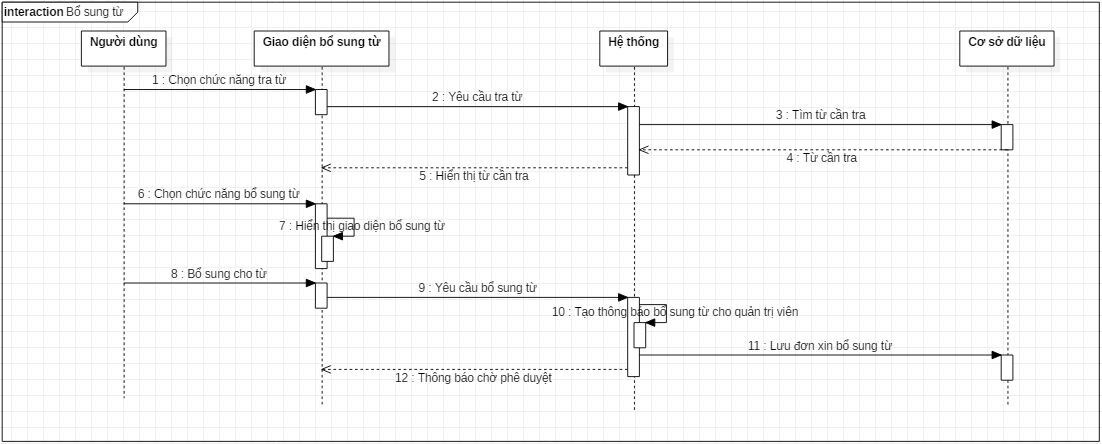 interaction Bổ sung từ
Người dùng
Giao diện bổ sung từ
Hệ thống
Cơ sở dữ liệu
1 : Chọn chức năng tra từ
2 : Yêu cầu tra từ
3 : Tìm từ cần tra
4 : Từ cần tra
5 : Hiển thị từ cần tra
6 : Chọn chức năng bổ sung từ
7 : Hiển thị giao diện bổ sung từ
8 : Bổ sung cho từ
9 : Yêu cầu bổ sung từ
10 : Tạo thông báo bổ sung từ cho quản trị viên
11 : Lưu đơn xin bổ sung từ
12 : Thông báo chờ phê duyệt